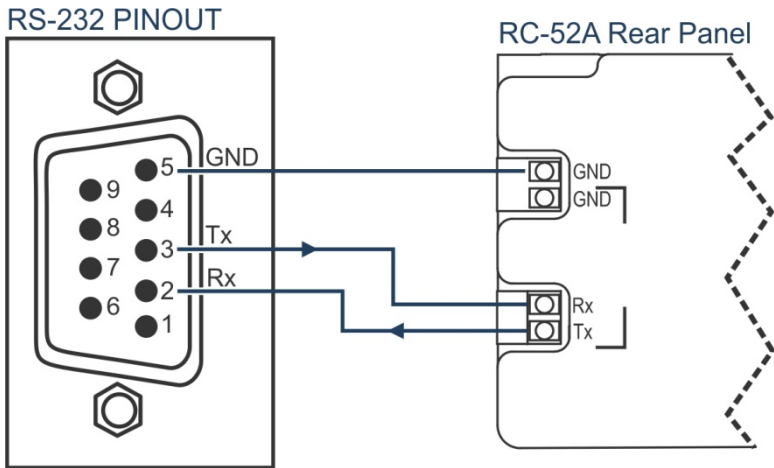 RS-232 PINOUT
RC-52A Rear Panel
5
GND
9
4
8
Tx
3
7
Rx
2
6
1
GND
GND
Rx
Tx